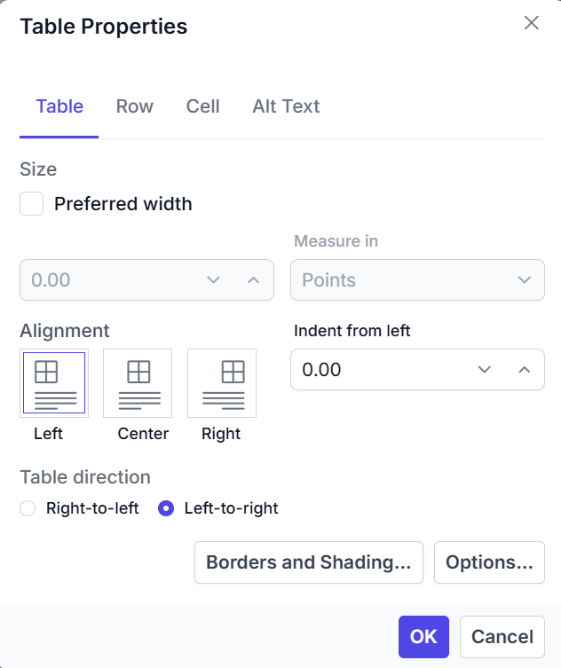 Table Properties
Table Row Cell Alt Text
Size
Preferred width
Measure in
0.00 Points
Alignment Indent from left
0.00
Left Center Right
Table direction
Right-to-left Left-to-right
Borders and Shading... Options...
OK Cancel